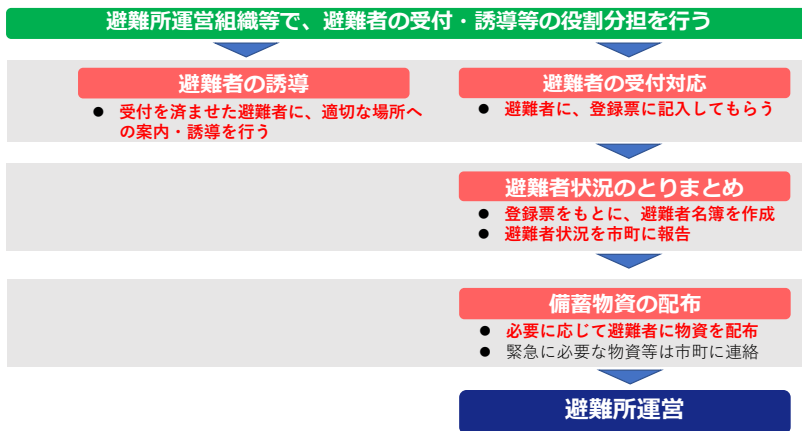 避難所運営組織等で、避難者の受付・誘導等の役割分担を行う
避難者の誘導
● 受付を済ませた避難者に、適切な場所へ
の案内・誘導を行う
避難者の受付対応
● 避難者に、登録票に記入してもらう
避難者状況のとりまとめ
● 登録票をもとに、避難者名簿を作成
● 避難者状況を市町に報告
備蓄物資の配布
● 必要に応じて避難者に物資を配布
● 緊急に必要な物資等は市町に連絡
避難所運営